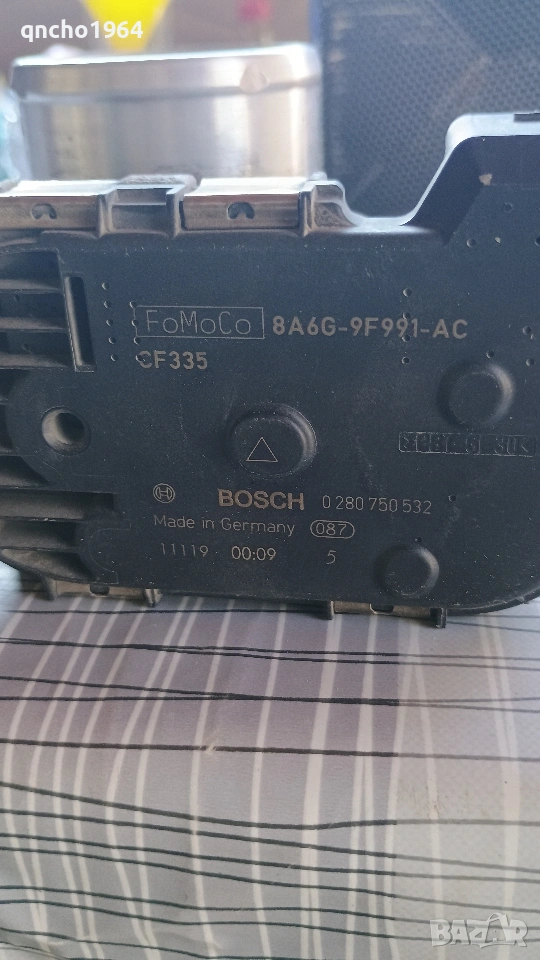 qncho1964
FoMoCo 8A6G-9F991-AC
CF335
BOSCH 0 280 750 532
Made in Germany 087
11119 00:09 5
BAZAR